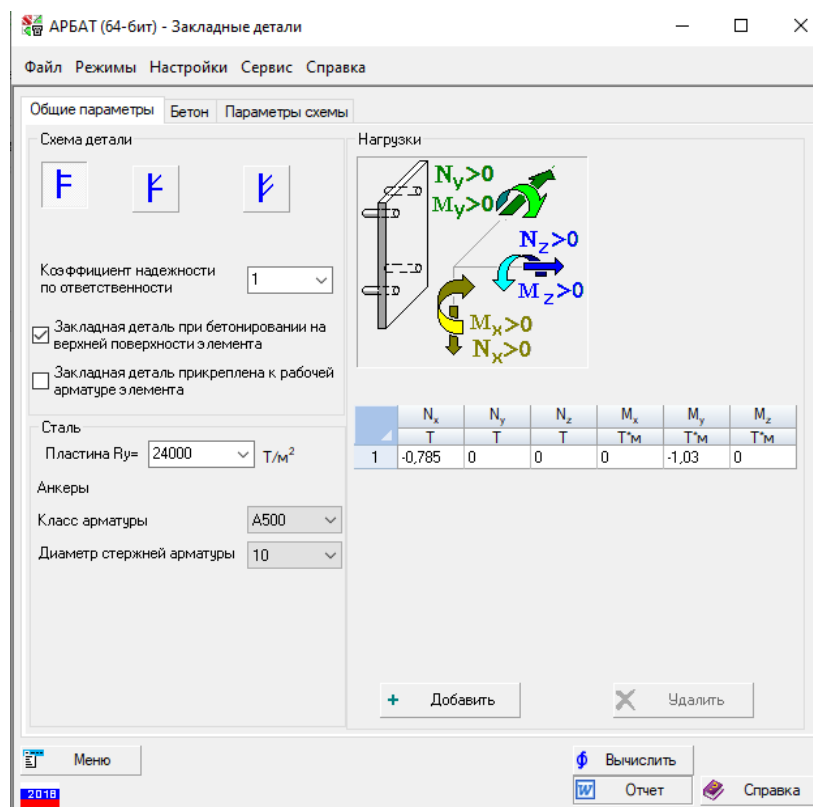 АРБАТ (64-бит) - Закладные детали
Файл Режимы Настройки Сервис Справка
Общие параметры Бетон Параметры схемы
Схема детали
Коэффициент надежности
по ответственности
1
Закладная деталь при бетонировании на
верхней поверхности элемента
Закладная деталь прикреплена к рабочей
арматуре элемента
Сталь
Пластина Ry= 24000 Т/м²
Анкеры
Класс арматуры A500
Диаметр стержней арматуры 10
Нагрузки
Ny>0
My>0
Nz>0
Mz>0
Mx>0
Nx>0
Nx Ny Nz Mx My Mz
Т Т Т Т*м Т*м Т*м
1 -0,785 0 0 0 -1,03 0
Добавить Удалить
Меню Вычислить
2018 Отчет Справка